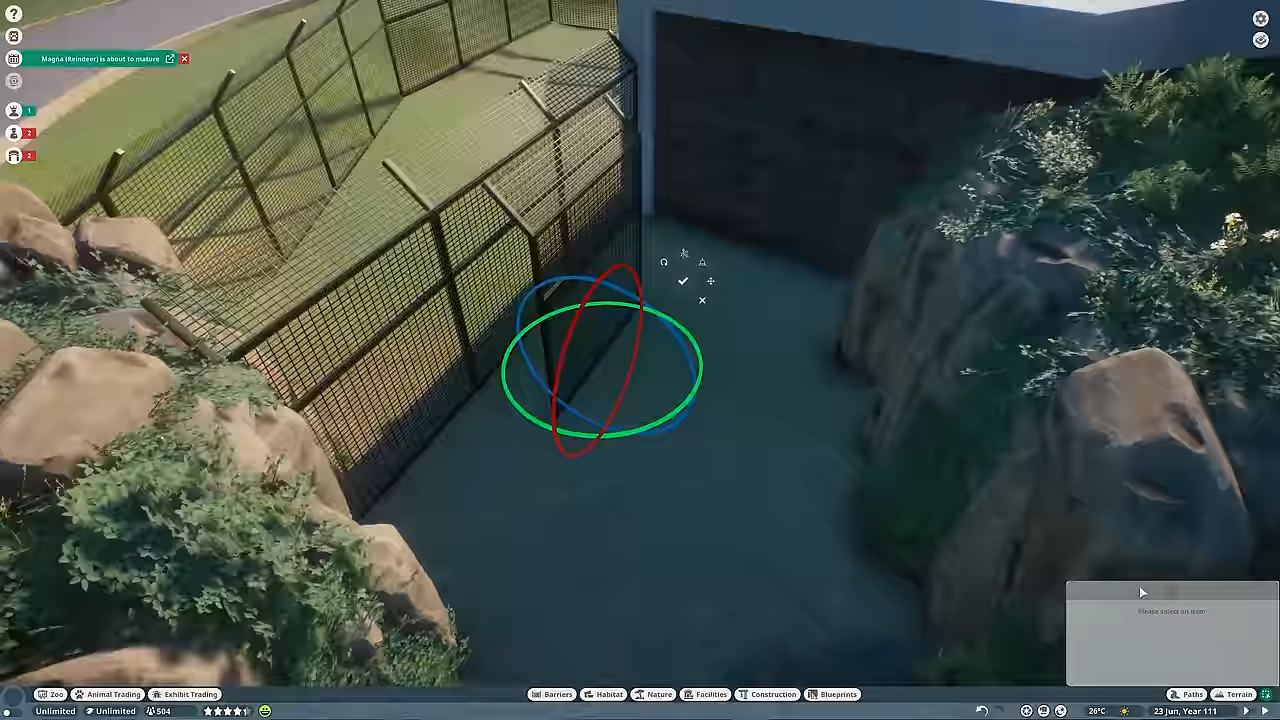 Magna (Reindeer) is about to mature
1
2
2
Please select an item
Zoo
Animal Trading
Exhibit Trading
Barriers
Habitat
Nature
Facilities
Construction
Blueprints
Paths
Terrain
Unlimited
Unlimited
504
26°C
23 Jun, Year 111